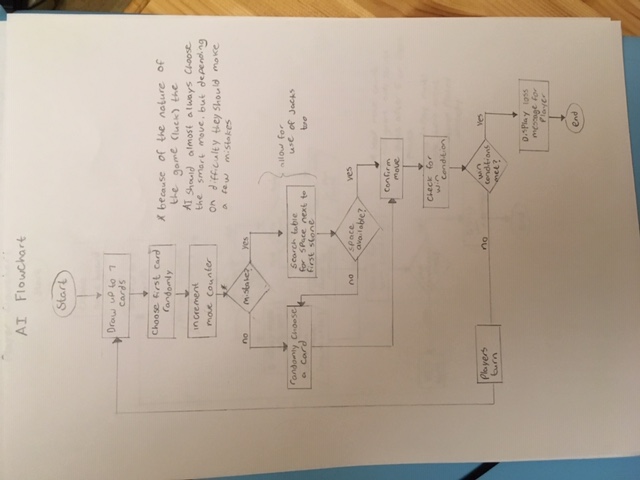 AI Flowchart
Start
Draw up to 7
cards
Choose first card
randomly
increment
move counter
* because of the nature of
the game (luck) the
AI should almost always choose
the smart move, but depending
on difficulty they should make
a few mistakes
*
mistake?
no
yes
randomly choose
a card
Search table
for space next to
first stone
allow for
use of Jacks
too
space
available?
no
yes
confirm
move
check for
win
condition
win
conditions
met?
no
yes
Players
turn
Display loss
message for
Player
end